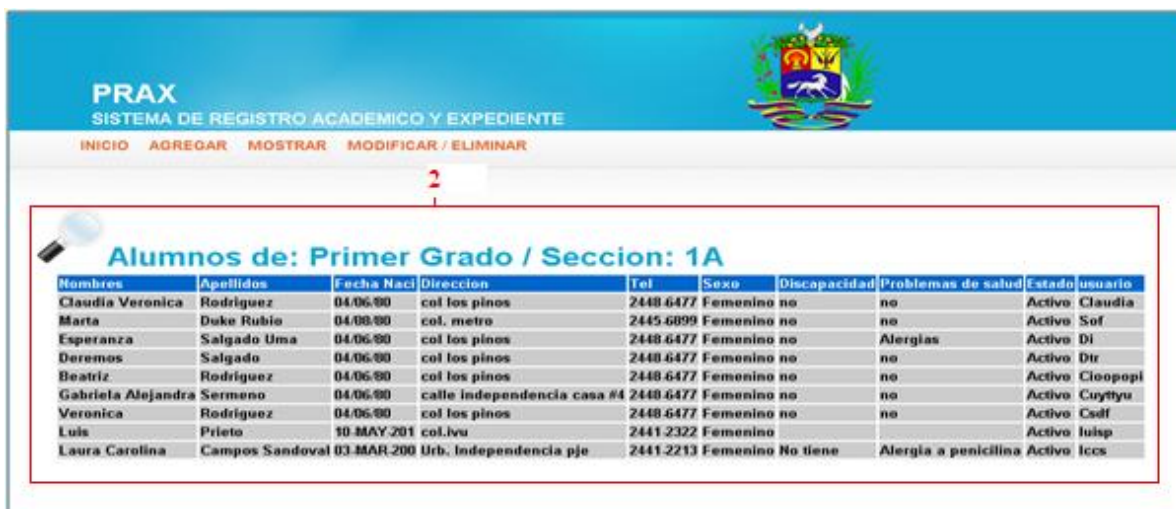 PRAX
SISTEMA DE REGISTRO ACADEMICO Y EXPEDIENTE
INICIO AGREGAR MOSTRAR MODIFICAR / ELIMINAR
2
Alumnos de: Primer Grado / Seccion: 1A
Nombres Apellidos Fecha Naci Direccion Tel Sexo Discapacidad Problemas de salud Estado usuario
Claudia Veronica Rodriguez 04/06/80 col los pinos 2448-6477 Femenino no no Activo Claudia
Marta Duke Rubio 04/08/80 col. metro 2445-6899 Femenino no no Activo Sof
Esperanza Salgado Uma 04/06/80 col los pinos 2448-6477 Femenino no Alergias Activo Di
Deremos Salgado 04/06/80 col los pinos 2448-6477 Femenino no no Activo Dtr
Beatriz Rodriguez 04/06/80 col los pinos 2448-6477 Femenino no no Activo Cioopopi
Gabriela Alejandra Sermeno 04/06/80 calle independencia casa #4 2448-6477 Femenino no no Activo Cuyttyu
Veronica Rodriguez 04/06/80 col los pinos 2448-6477 Femenino no no Activo Csdf
Luis Prieto 10-MAY-201 col.ivu 2441-2322 Femenino Activo luisp
Laura Carolina Campos Sandoval 03-MAR-200 Urb. Independencia pje 2441-2213 Femenino No tiene Alergia a penicilina Activo lccs